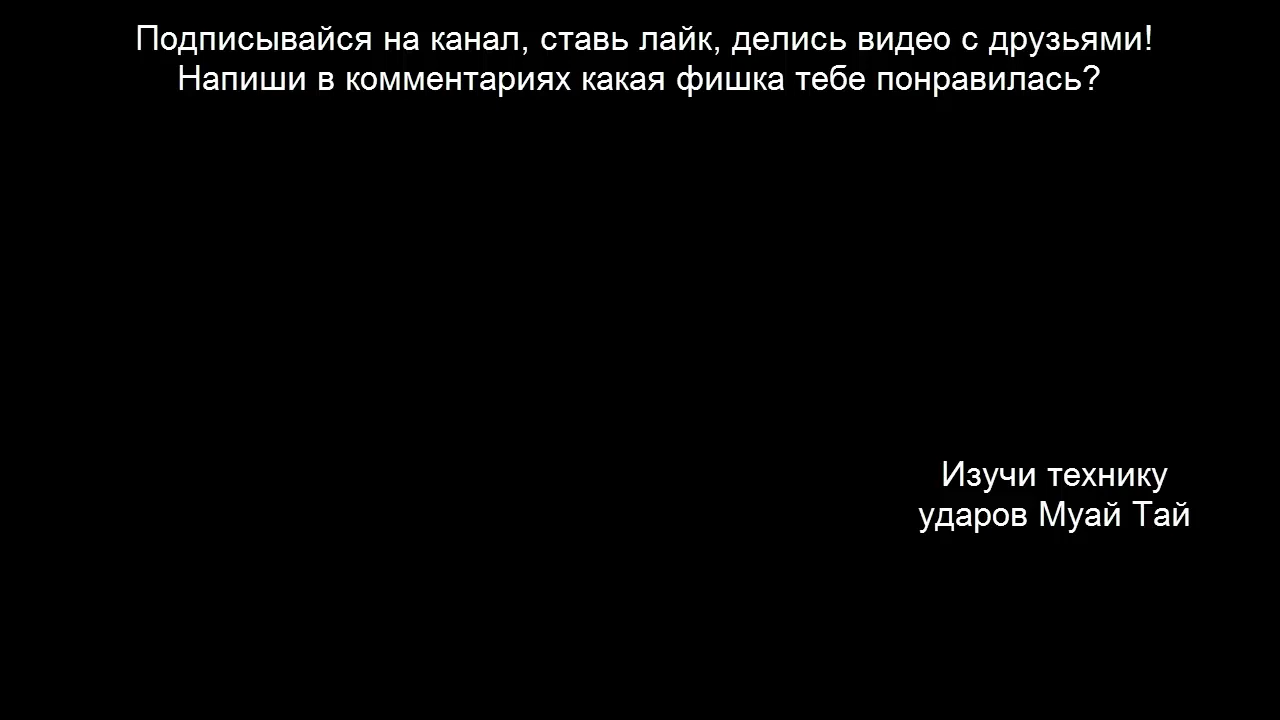 Подписывайся на канал, ставь лайк, делись видео с друзьями!
Напиши в комментариях какая фишка тебе понравилась?
Изучи технику
ударов Муай Тай